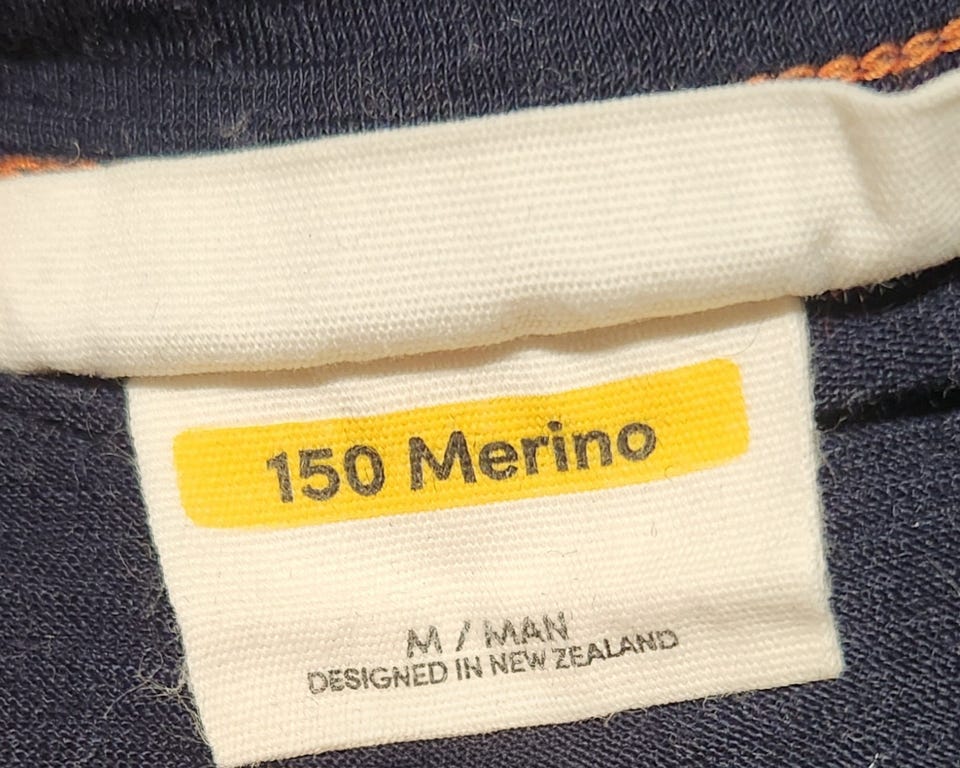 150 Merino
M / MAN
DESIGNED IN NEW ZEALAND